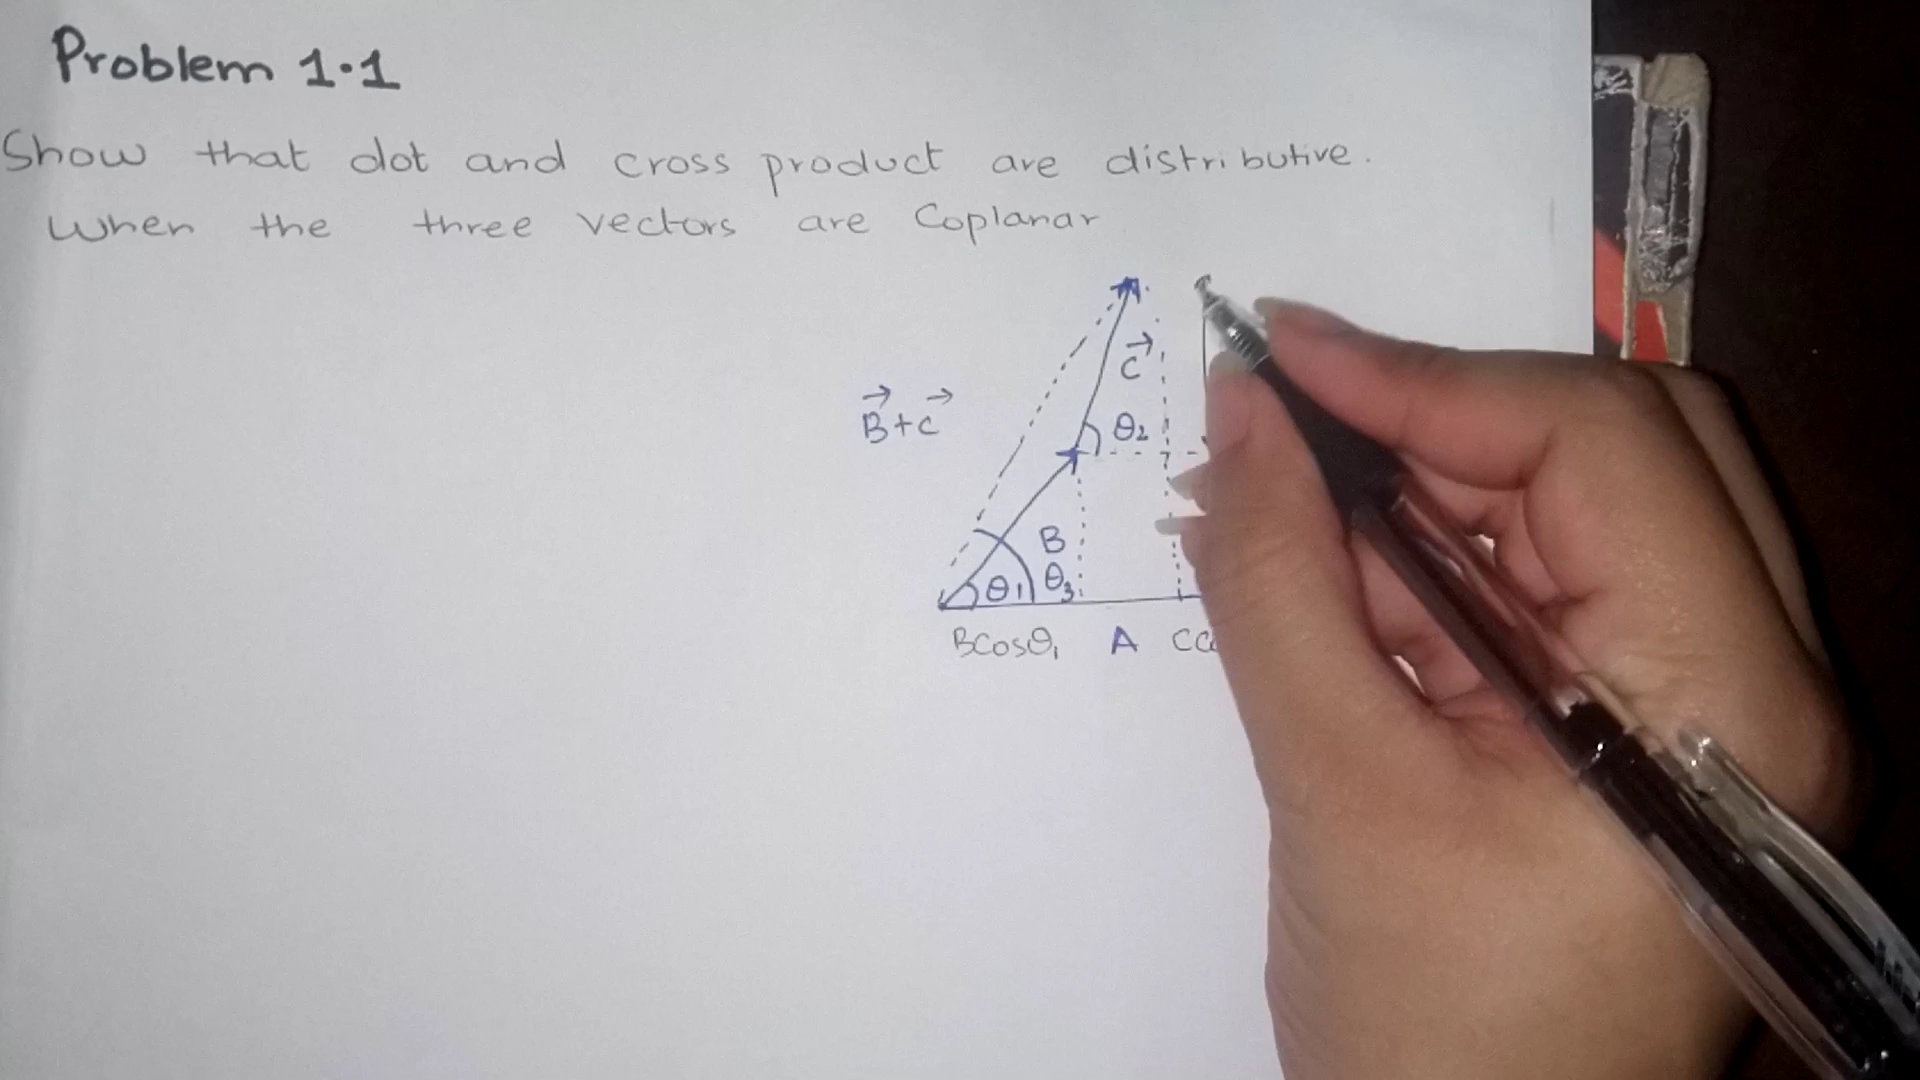 Problem 1.1
Show that dot and cross product are distributive.
When the three vectors are Coplanar
C
B+C
θ2
B
θ1 θ3
BCosθ1 A